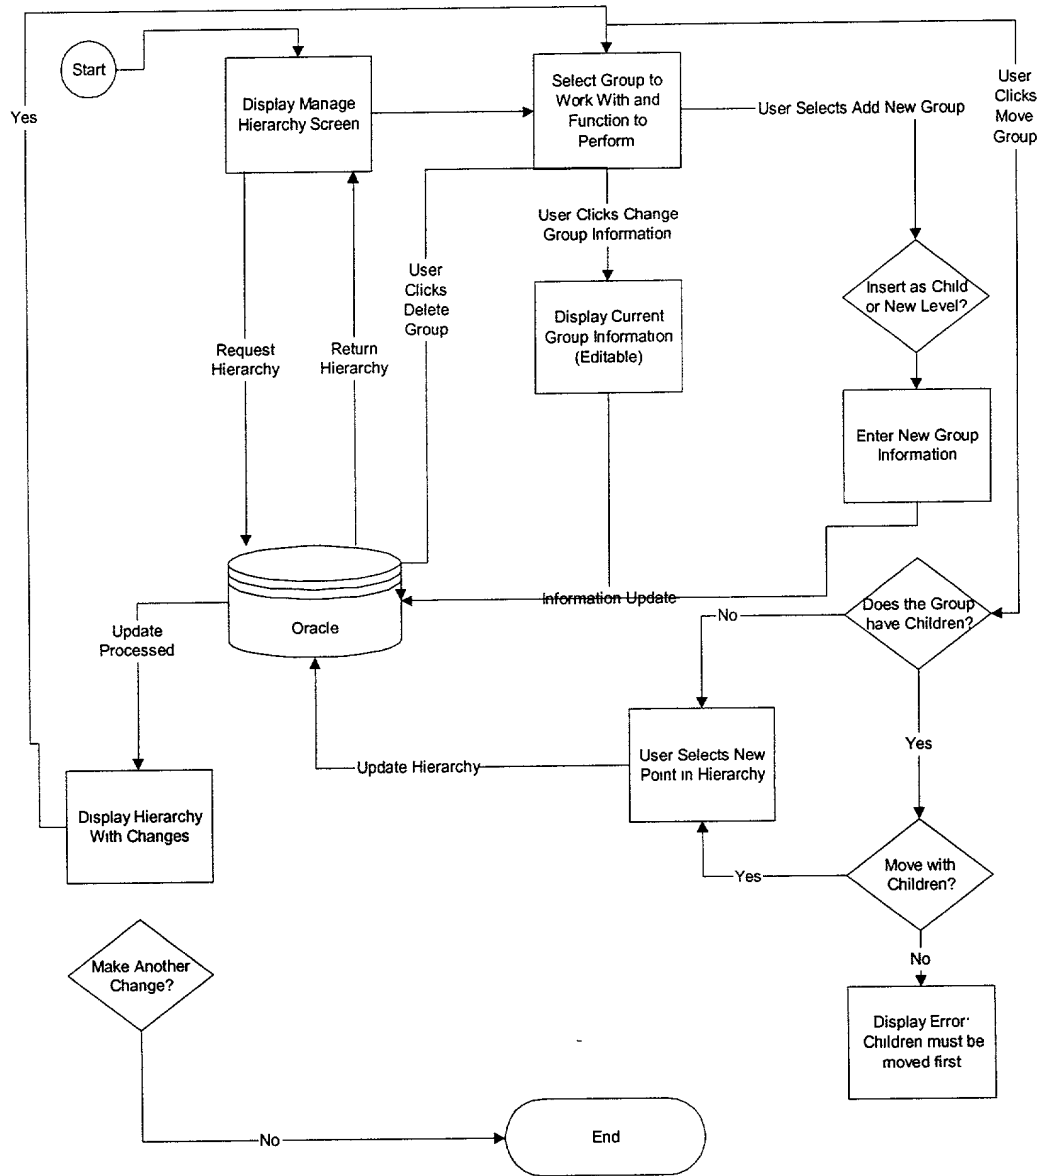 Start
Yes
Display Manage
Hierarchy Screen
Select Group to
Work With and
Function to
Perform
User Selects Add New Group
User
Clicks
Move
Group
User Clicks Change
Group Information
User
Clicks
Delete
Group
Insert as Child
or New Level?
Request
Hierarchy
Return
Hierarchy
Display Current
Group Information
(Editable)
Enter New Group
Information
Information Update
Oracle
Update
Processed
No
Does the Group
have Children?
Yes
Update Hierarchy
User Selects New
Point in Hierarchy
Display Hierarchy
With Changes
Yes
Move with
Children?
No
Make Another
Change?
Display Error:
Children must be
moved first
No
End